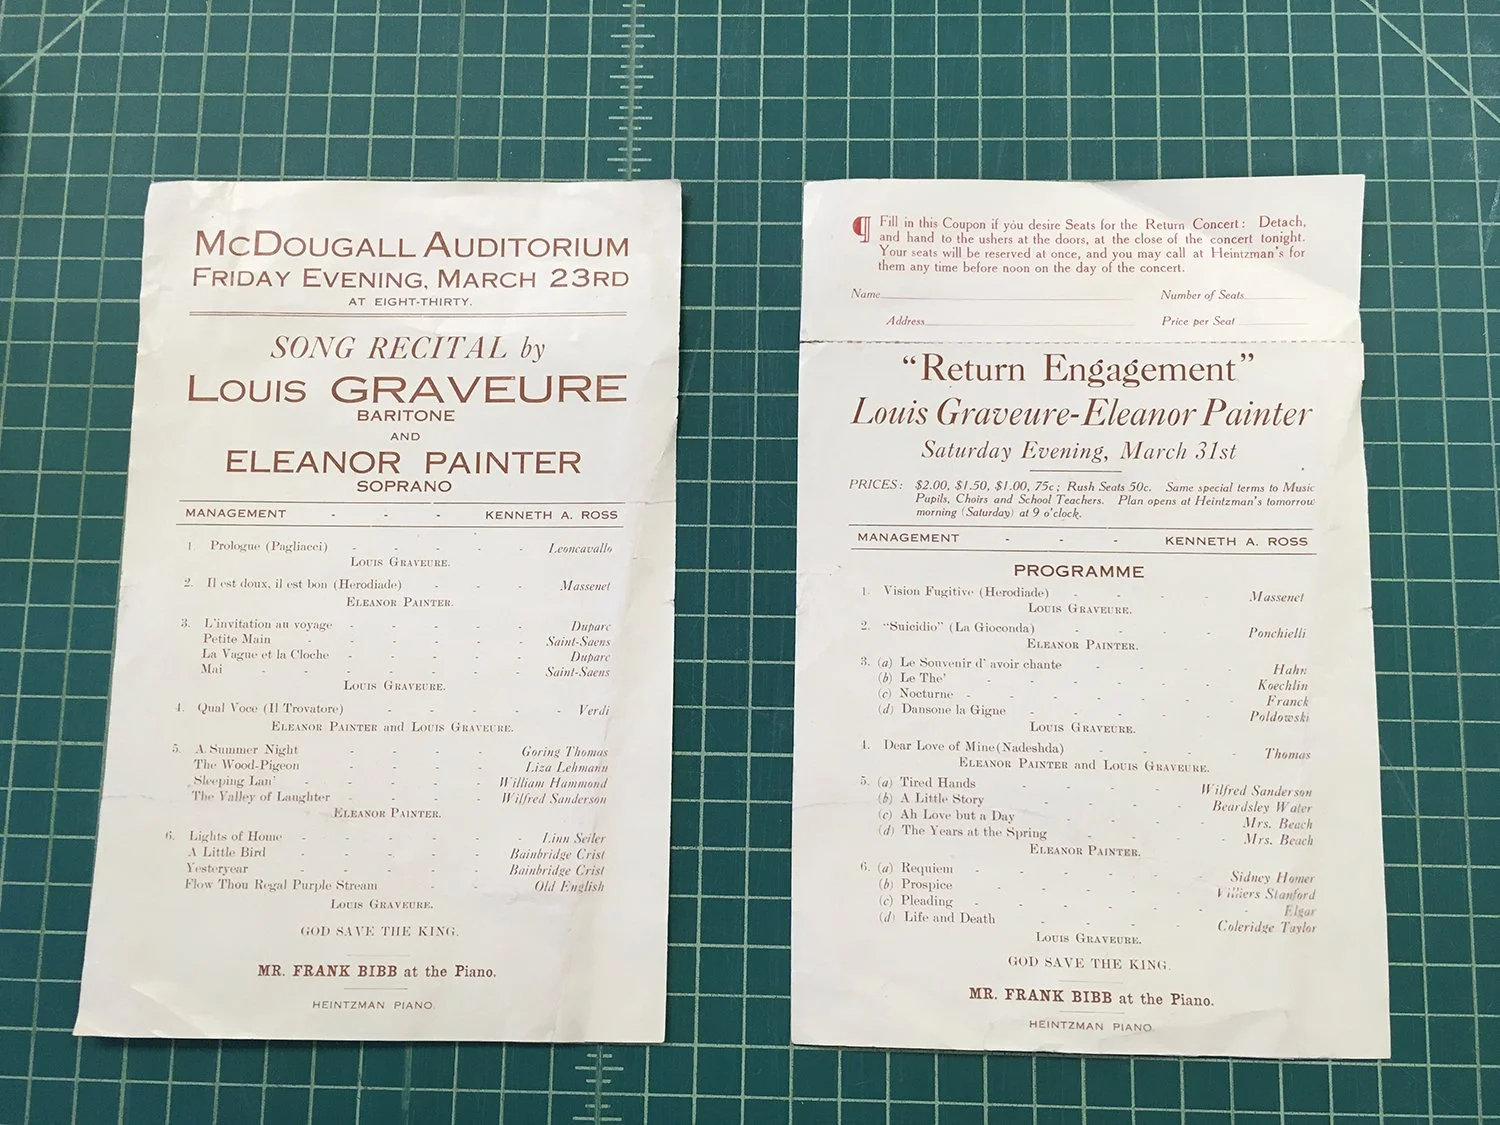 McDOUGALL AUDITORIUM
FRIDAY EVENING, MARCH 23RD
AT EIGHT-THIRTY.
SONG RECITAL by
LOUIS GRAVEURE
BARITONE
AND
ELEANOR PAINTER
SOPRANO
MANAGEMENT - - - KENNETH A. ROSS
1. Prologue (Pagliacci) - - - - - Leoncavallo
LOUIS GRAVEURE.
2. Il est doux, il est bon (Herodiade) - - - Massenet
ELEANOR PAINTER.
3. L'invitation au voyage - - - - - Duparc
Petite Main - - - - - Saint-Saens
La Vague et la Cloche - - - - - Duparc
Mai - - - - - - Saint-Saens
LOUIS GRAVEURE.
4. Qual Voce (Il Trovatore) - - - - - Verdi
ELEANOR PAINTER and LOUIS GRAVEURE.
5. A Summer Night - - - - Goring Thomas
The Wood-Pigeon - - - - Liza Lehmann
Sleeping Lan' - - - - - William Hammond
The Valley of Laughter - - - - Wilfred Sanderson
ELEANOR PAINTER.
6. Lights of Home - - - - - - Linn Seiler
A Little Bird - - - - - Bainbridge Crist
Yesteryear - - - - - Bainbridge Crist
Flow Thou Regal Purple Stream - - Old English
LOUIS GRAVEURE.
GOD SAVE THE KING.
MR. FRANK BIBB at the Piano.
HEINTZMAN PIANO.
¶ Fill in this Coupon if you desire Seats for the Return Concert: Detach,
and hand to the ushers at the doors, at the close of the concert tonight.
Your seats will be reserved at once, and you may call at Heintzman's for
them any time before noon on the day of the concert.
Name Number of Seats
Address Price per Seat
"Return Engagement"
Louis Graveure-Eleanor Painter
Saturday Evening, March 31st
PRICES: $2.00, $1.50, $1.00, 75c; Rush Seats 50c. Same special terms to Music
Pupils, Choirs and School Teachers. Plan opens at Heintzman's tomorrow
morning (Saturday) at 9 o'clock.
MANAGEMENT - - - KENNETH A. ROSS
PROGRAMME
1. Vision Fugitive (Herodiade) - - - - Massenet
LOUIS GRAVEURE.
2. "Suicidio" (La Gioconda) - - - - Ponchielli
ELEANOR PAINTER.
3. (a) Le Souvenir d' avoir chante - - - Hahn
(b) Le The' - - - - - - Koechlin
(c) Nocturne - - - - - - Franck
(d) Dansone la Gigue - - - - - Poldowski
LOUIS GRAVEURE.
4. Dear Love of Mine (Nadeshda) - - - - Thomas
ELEANOR PAINTER and LOUIS GRAVEURE.
5. (a) Tired Hands - - - - - Wilfred Sanderson
(b) A Little Story - - - - - Beardsley Water
(c) Ah Love but a Day - - - - Mrs. Beach
(d) The Years at the Spring - - - - Mrs. Beach
ELEANOR PAINTER.
6. (a) Requiem - - - - - - Sidney Homer
(b) Prospice - - - - - - Villiers Stanford
(c) Pleading - - - - - - - Elgar
(d) Life and Death - - - - Coleridge Taylor
LOUIS GRAVEURE.
GOD SAVE THE KING.
MR. FRANK BIBB at the Piano.
HEINTZMAN PIANO